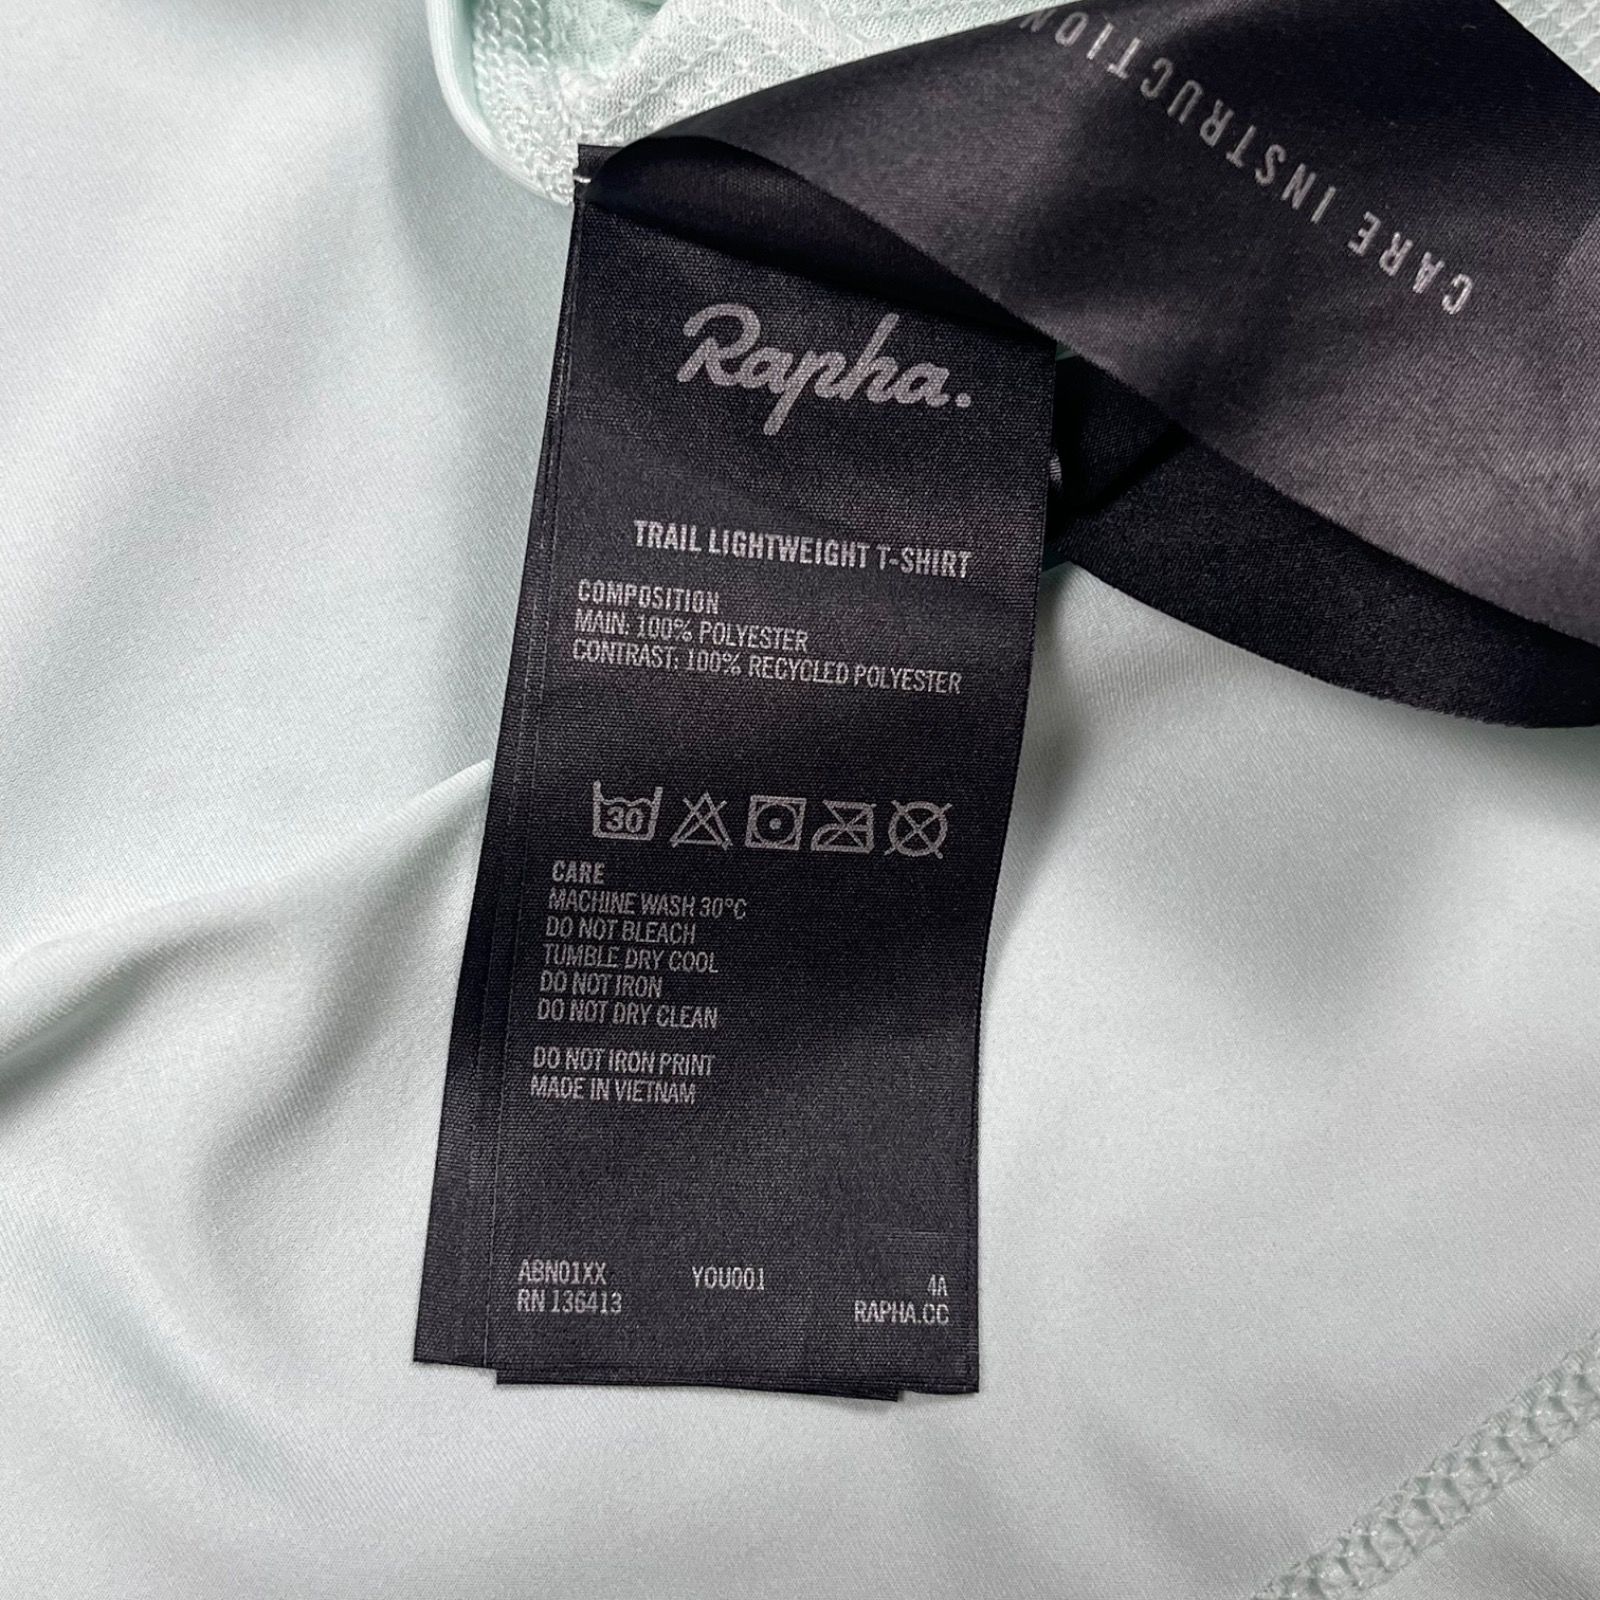 CARE INSTRUCTION
Rapha.
TRAIL LIGHTWEIGHT T-SHIRT
COMPOSITION
MAIN: 100% POLYESTER
CONTRAST: 100% RECYCLED POLYESTER
30
CARE
MACHINE WASH 30°C
DO NOT BLEACH
TUMBLE DRY COOL
DO NOT IRON
DO NOT DRY CLEAN
DO NOT IRON PRINT
MADE IN VIETNAM
ABN01XX YOU001 4A
RN 136413 RAPHA.CC